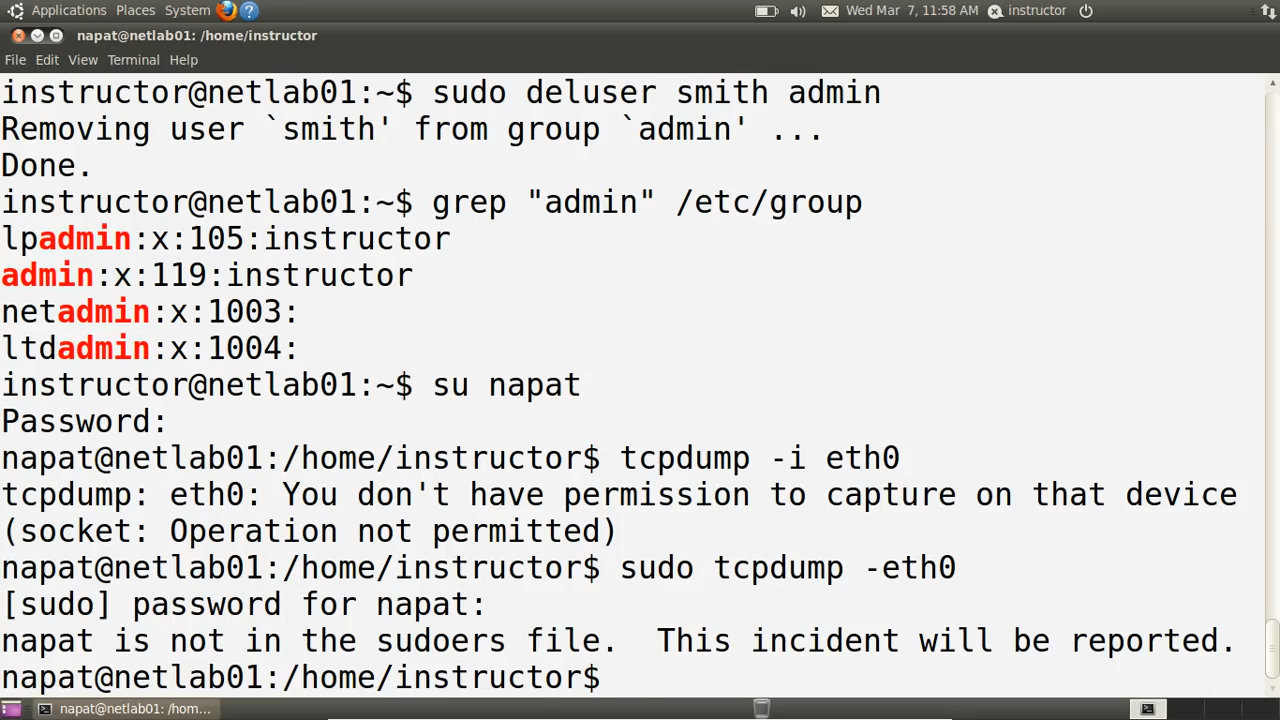 Applications Places System ? Wed Mar 7, 11:58 AM instructor
napat@netlab01: /home/instructor
File Edit View Terminal Help
instructor@netlab01:~$ sudo deluser smith admin
Removing user `smith' from group `admin' ...
Done.
instructor@netlab01:~$ grep "admin" /etc/group
lpadmin:x:105:instructor
admin:x:119:instructor
netadmin:x:1003:
ltdadmin:x:1004:
instructor@netlab01:~$ su napat
Password:
napat@netlab01:/home/instructor$ tcpdump -i eth0
tcpdump: eth0: You don't have permission to capture on that device
(socket: Operation not permitted)
napat@netlab01:/home/instructor$ sudo tcpdump -eth0
[sudo] password for napat:
napat is not in the sudoers file.  This incident will be reported.
napat@netlab01:/home/instructor$
napat@netlab01: /hom...